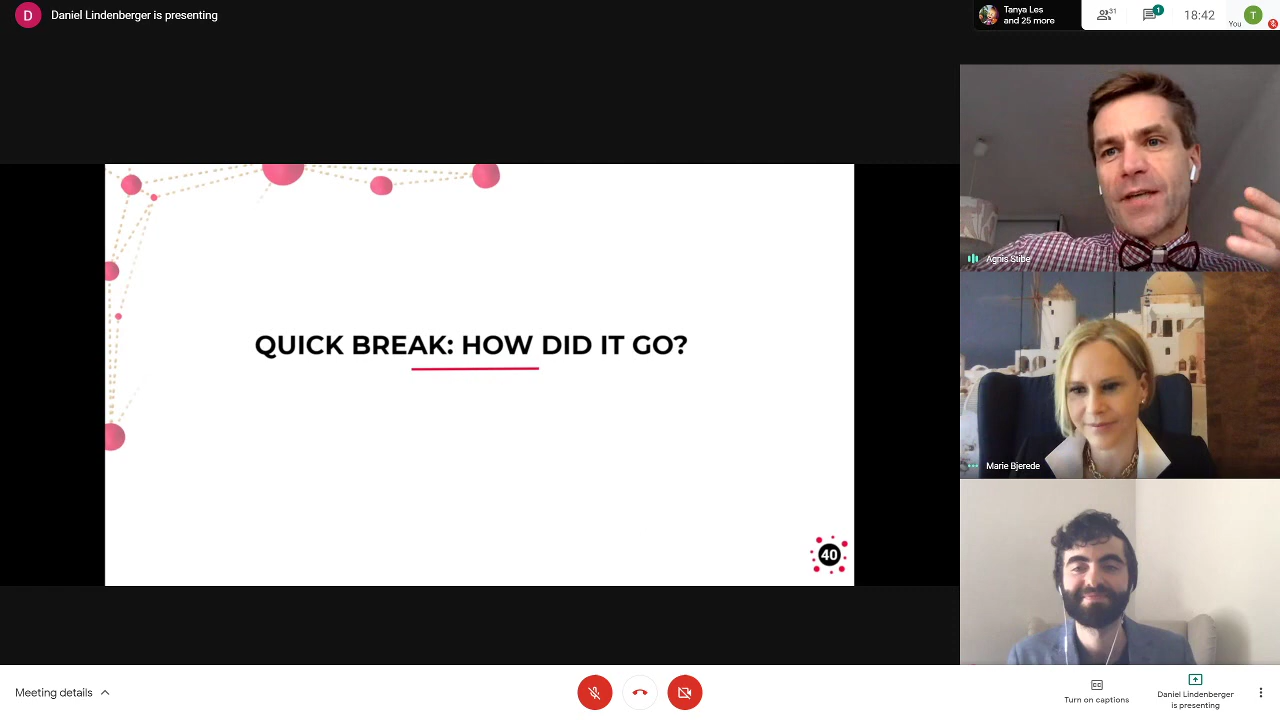 D
Daniel Lindenberger is presenting
Tanya Les
and 25 more
31
1
18:42
You
T
Agnis Stibe
QUICK BREAK: HOW DID IT GO?
Marie Bjerede
40
Meeting details
CC
Turn on captions
Daniel Lindenberger
is presenting